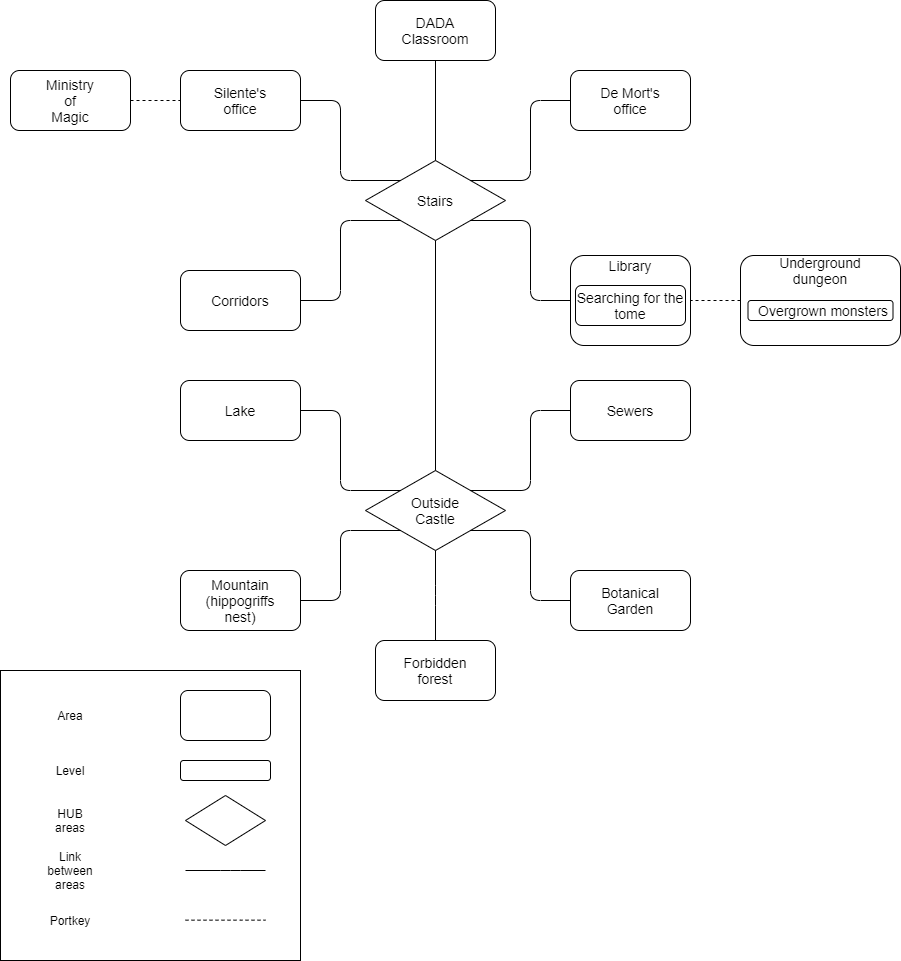 DADA
Classroom
Ministry
of
Magic
Silente's
office
De Mort's
office
Stairs
Corridors
Library
Searching for the
tome
Underground
dungeon
Overgrown monsters
Lake
Sewers
Outside
Castle
Mountain
(hippogriffs
nest)
Botanical
Garden
Forbidden
forest
Area
Level
HUB
areas
Link
between
areas
Portkey